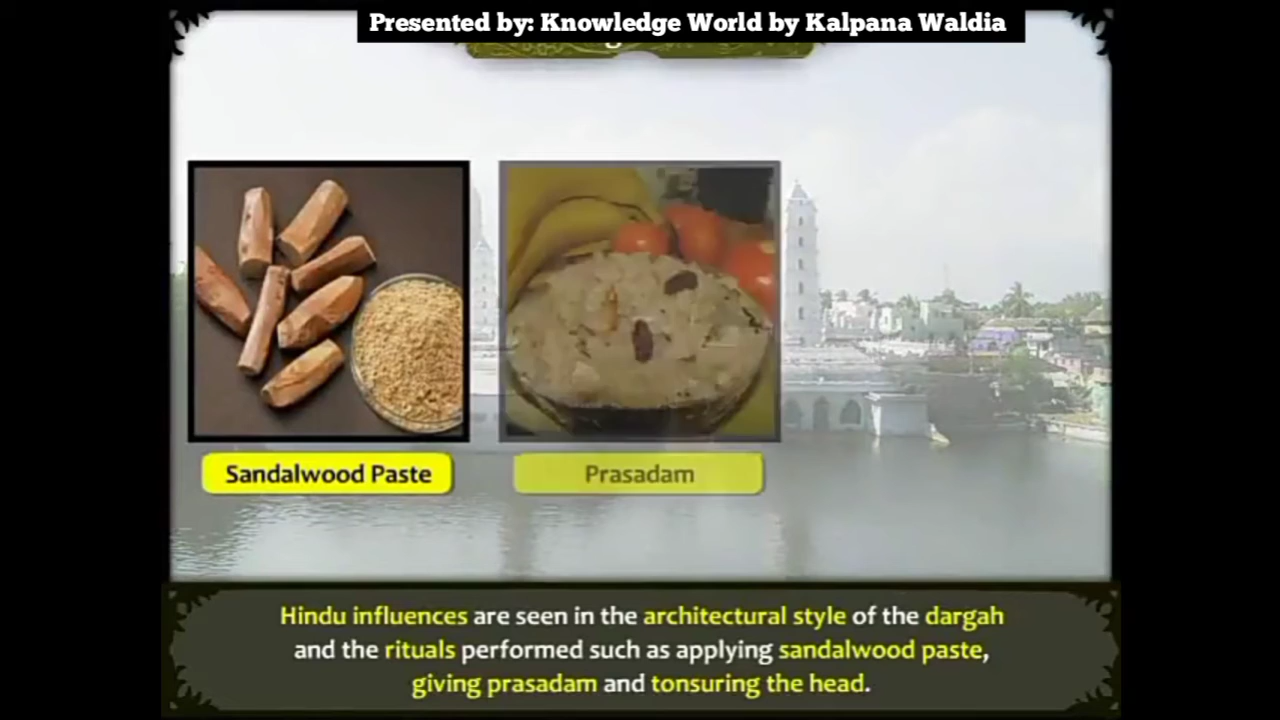 Presented by: Knowledge World by Kalpana Waldia
Sandalwood Paste
Prasadam
Hindu influences are seen in the architectural style of the dargah
and the rituals performed such as applying sandalwood paste,
giving prasadam and tonsuring the head.